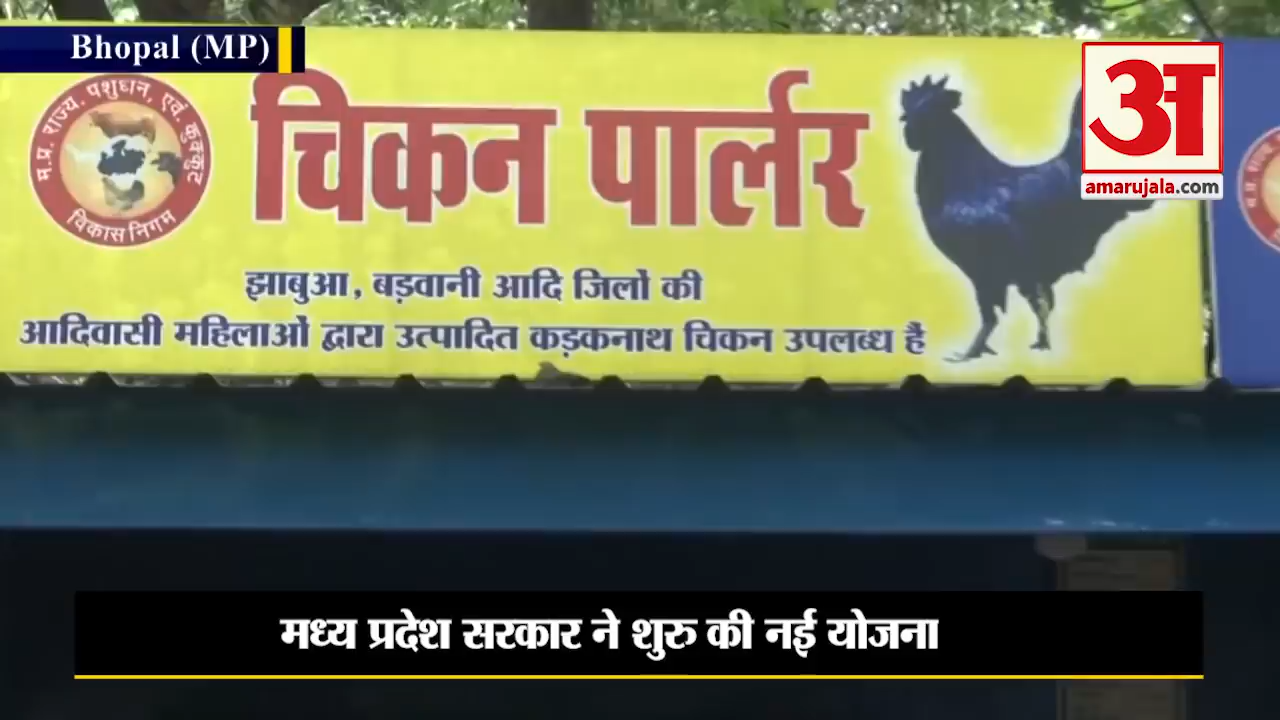 Bhopal (MP)
अ
amarujala.com
म.प्र. राज्य. पशुधन, एवं कुक्कुट
विकास निगम
चिकन पार्लर
झाबुआ, बड़वानी आदि जिलों की
आदिवासी महिलाओं द्वारा उत्पादित कड़कनाथ चिकन उपलब्ध है
मध्य प्रदेश सरकार ने शुरु की नई योजना